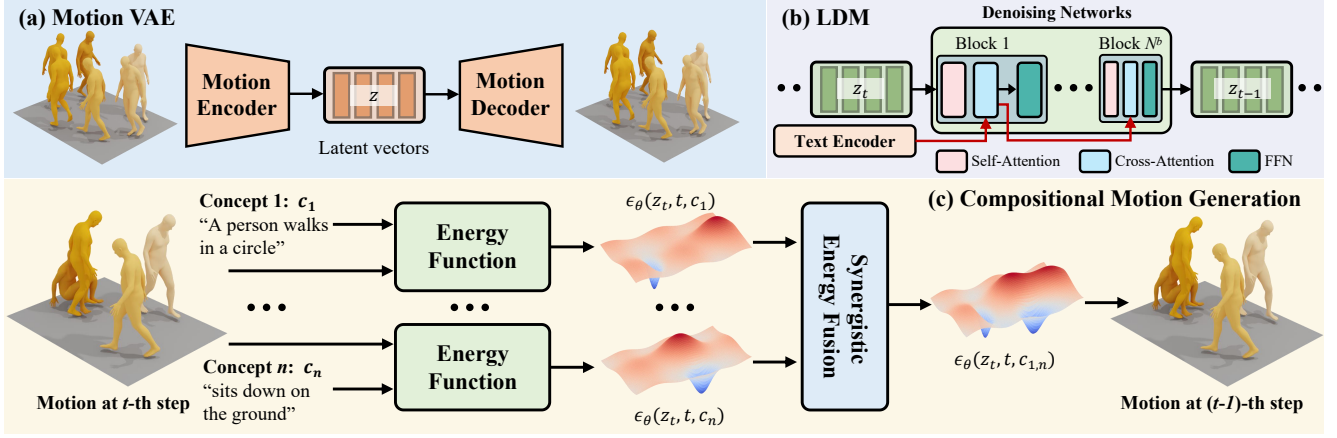 (a) Motion VAE
Motion
Encoder
z
Motion
Decoder
Latent vectors
(b) LDM
Denoising Networks
Block 1
Block Nᵇ
z_t
z_{t-1}
Text Encoder
Self-Attention
Cross-Attention
FFN
(c) Compositional Motion Generation
Concept 1: c₁
“A person walks
in a circle”
Energy
Function
ϵ_θ(z_t, t, c₁)
Concept n: c_n
“sits down on
the ground”
Energy
Function
ϵ_θ(z_t, t, c_n)
Synergistic
Energy Fusion
ϵ_θ(z_t, t, c_{1,n})
Motion at t-th step
Motion at (t-1)-th step